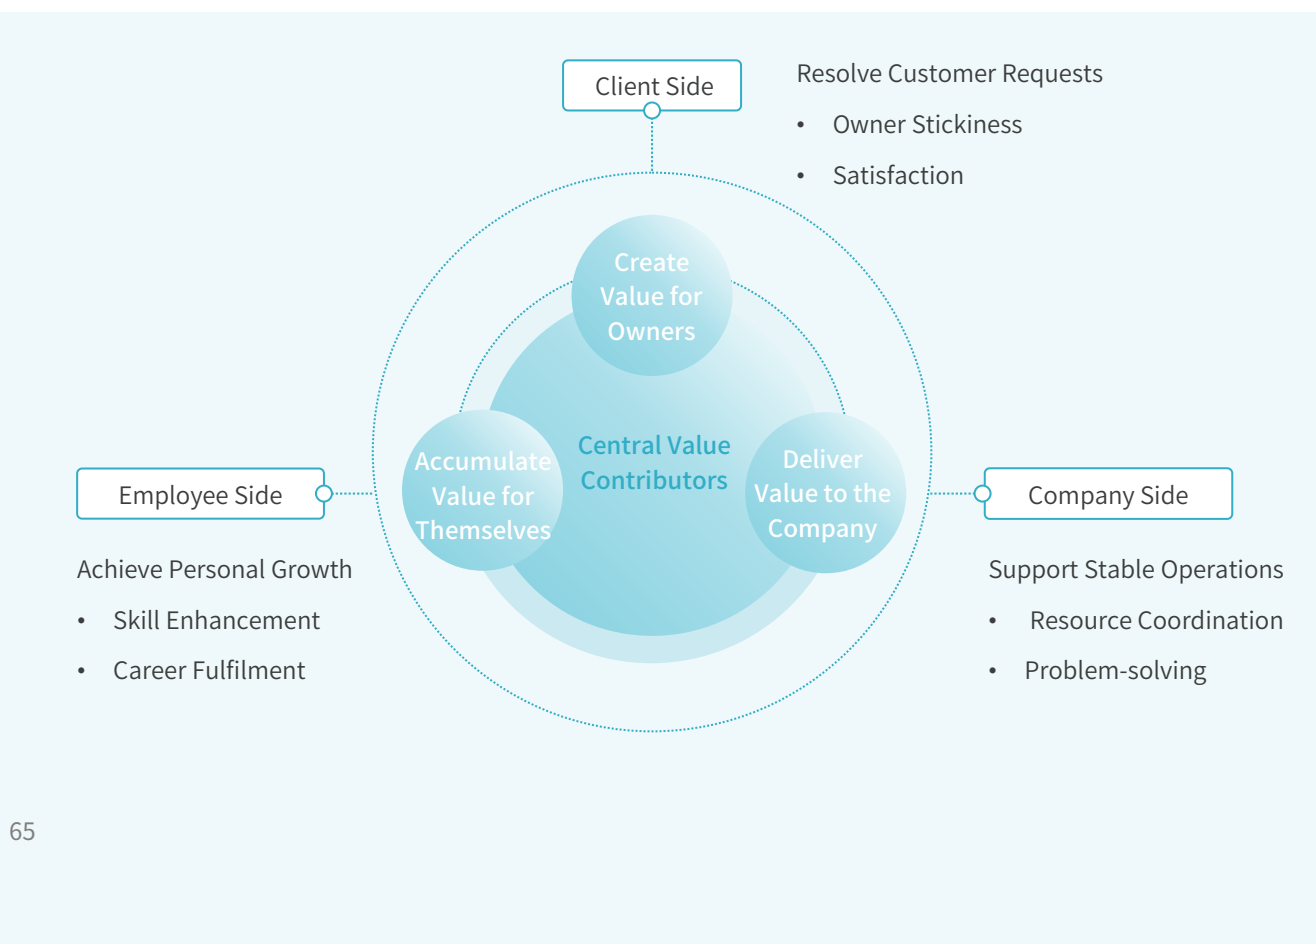 Client Side
Resolve Customer Requests
• Owner Stickiness
• Satisfaction
Create
Value for
Owners
Central Value
Contributors
Accumulate
Value for
Themselves
Deliver
Value to the
Company
Employee Side
Achieve Personal Growth
• Skill Enhancement
• Career Fulfilment
Company Side
Support Stable Operations
• Resource Coordination
• Problem-solving
65